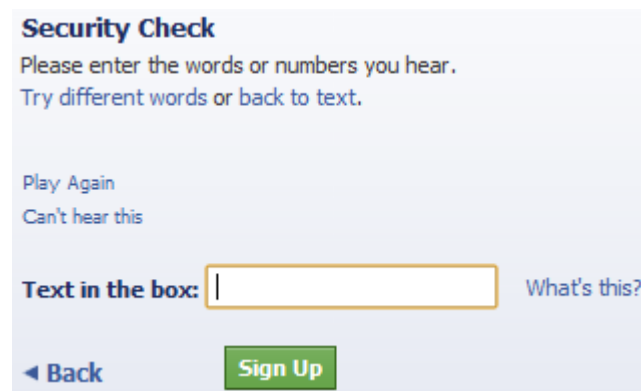 Security Check
Please enter the words or numbers you hear.
Try different words or back to text.
Play Again
Can't hear this
Text in the box: What's this?
◄ Back Sign Up